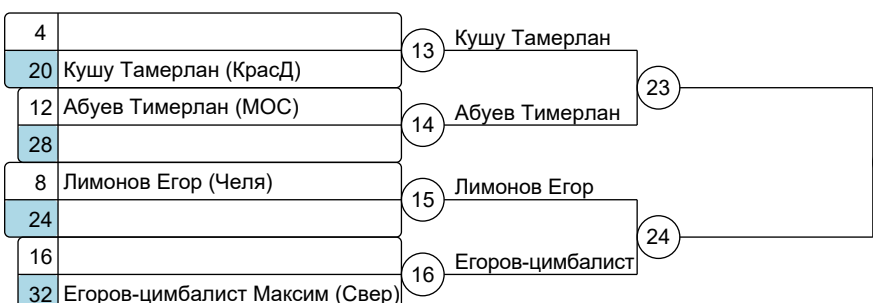 4
13
Кушу Тамерлан
20 Кушу Тамерлан (КрасД)
23
12 Абуев Тимерлан (МОС)
14
Абуев Тимерлан
28
8 Лимонов Егор (Челя)
15
Лимонов Егор
24
24
16
16
Егоров-цимбалист
32 Егоров-цимбалист Максим (Свер)